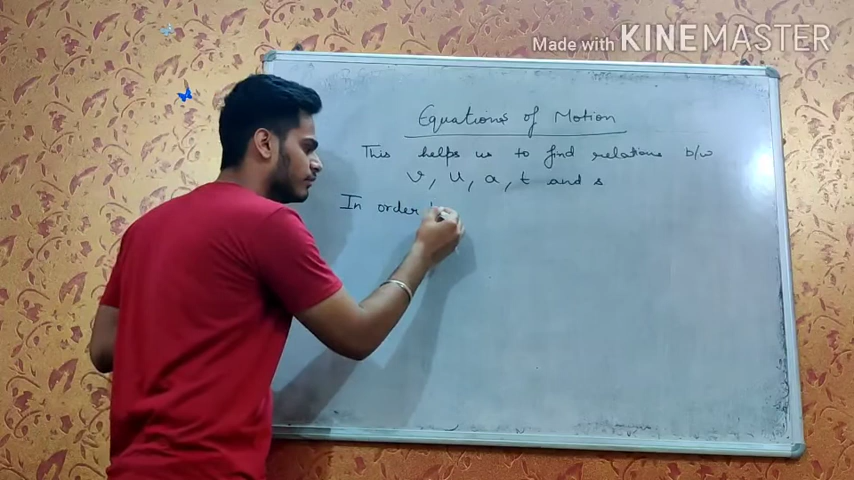 Made with KINEMASTER
Equations of Motion
This helps us to find relations b/w
v, u, a, t and s
In order